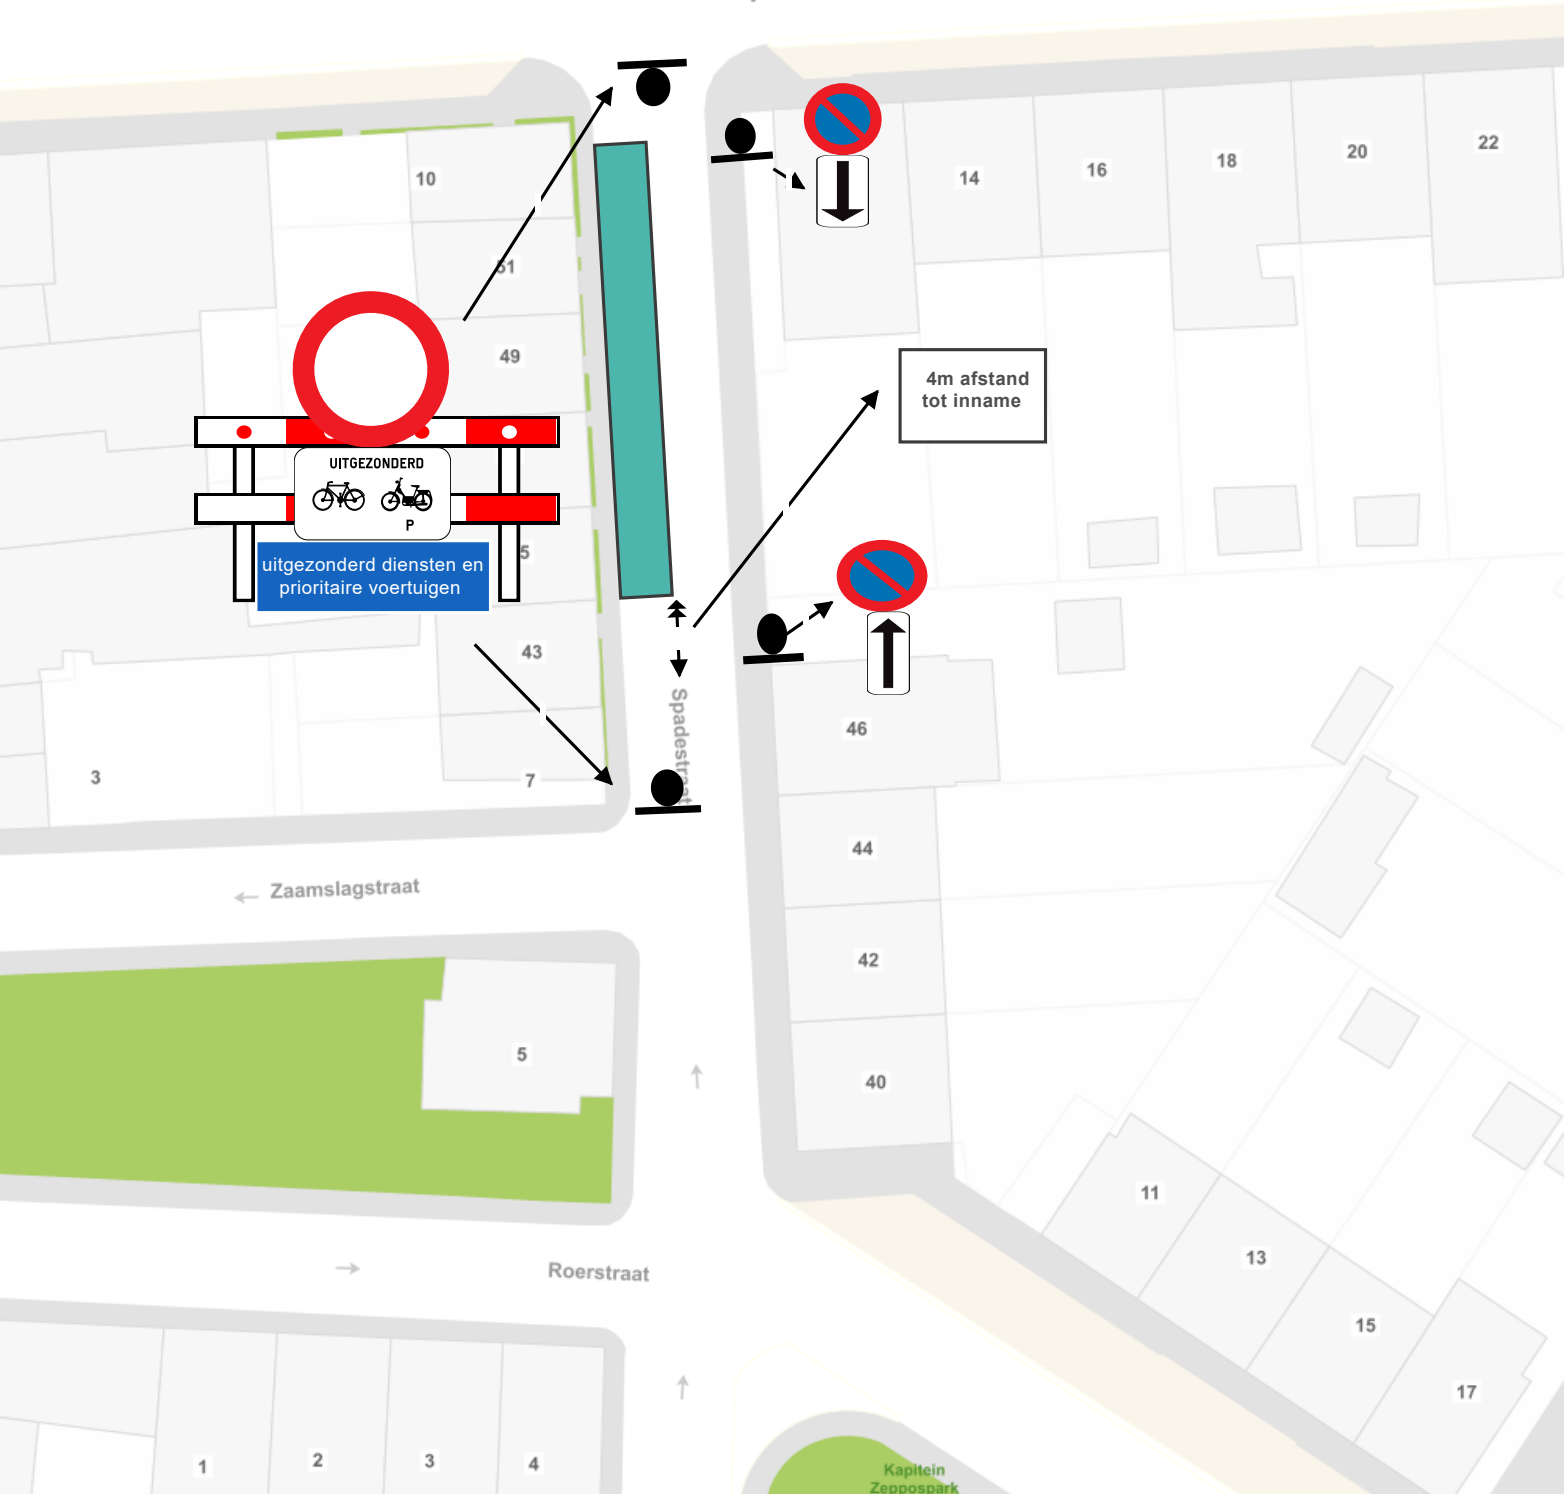 10
14
16
18
20
22
51
49
4m afstand
tot inname
UITGEZONDERD
P
5
uitgezonderd diensten en
prioritaire voertuigen
43
Spadestraat
46
3
7
44
Zaamslagstraat
42
5
40
11
13
Roerstraat
15
17
1
2
3
4
Kapitein
Zeppospark